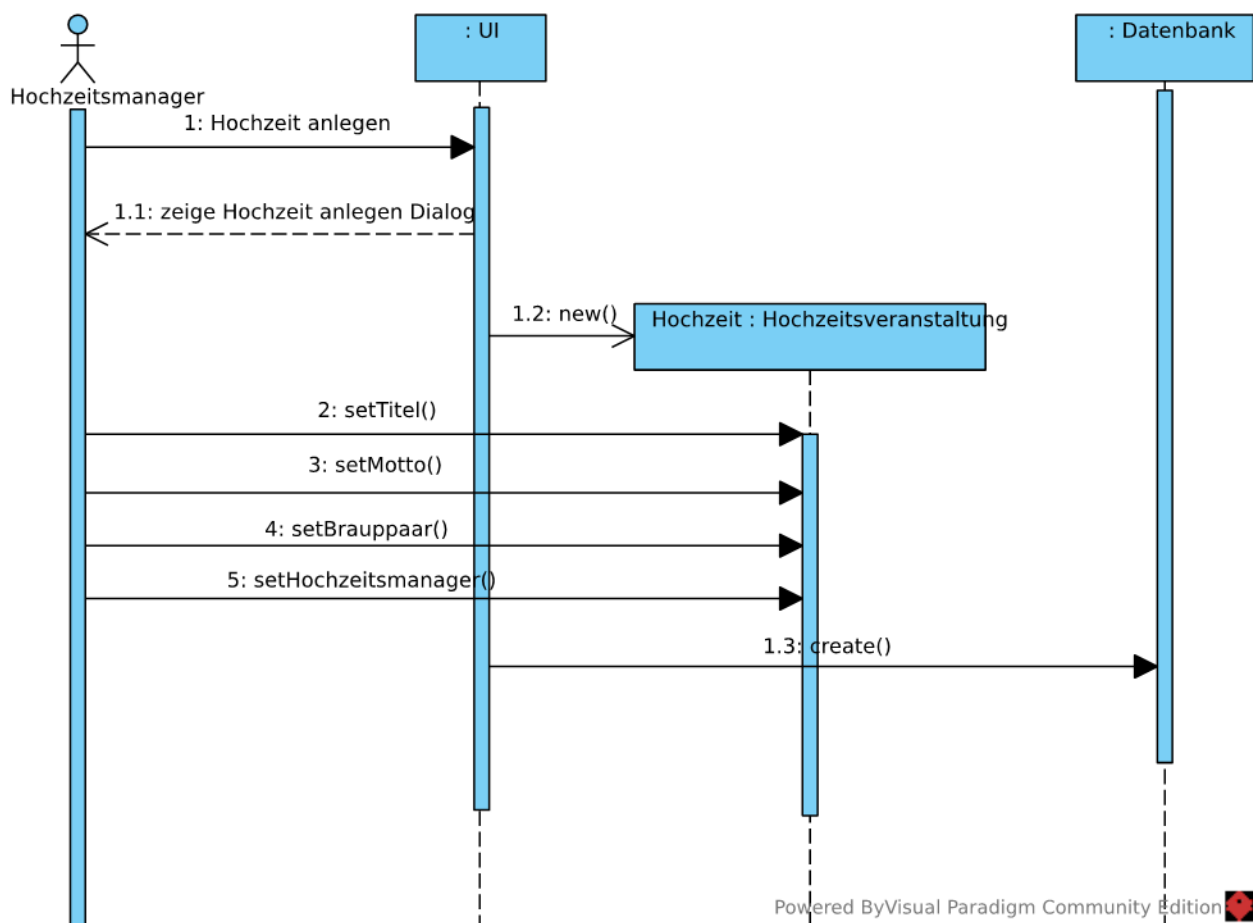 : UI
: Datenbank
Hochzeitsmanager
1: Hochzeit anlegen
1.1: zeige Hochzeit anlegen Dialog
1.2: new()
Hochzeit : Hochzeitsveranstaltung
2: setTitel()
3: setMotto()
4: setBrauppaar()
5: setHochzeitsmanager()
1.3: create()
Powered ByVisual Paradigm Community Edition